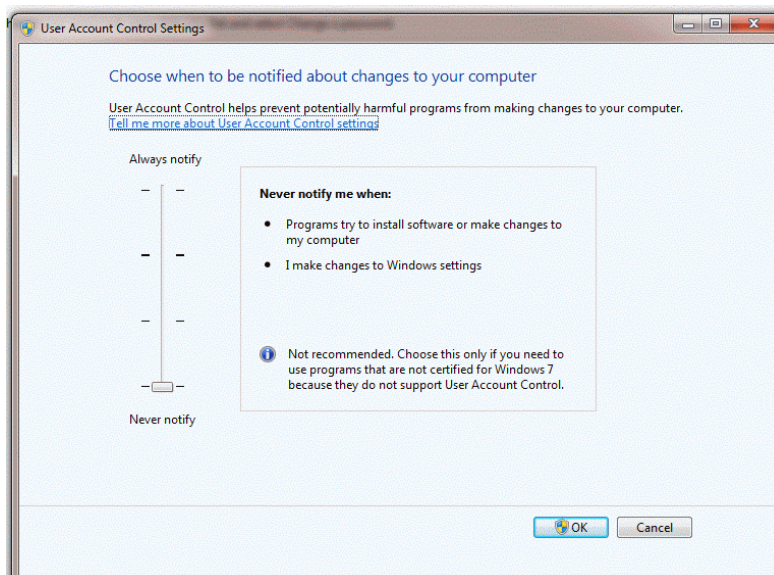 User Account Control Settings
Choose when to be notified about changes to your computer
User Account Control helps prevent potentially harmful programs from making changes to your computer.
Tell me more about User Account Control settings
Always notify
Never notify me when:
Programs try to install software or make changes to
my computer
I make changes to Windows settings
Not recommended. Choose this only if you need to
use programs that are not certified for Windows 7
because they do not support User Account Control.
Never notify
OK
Cancel